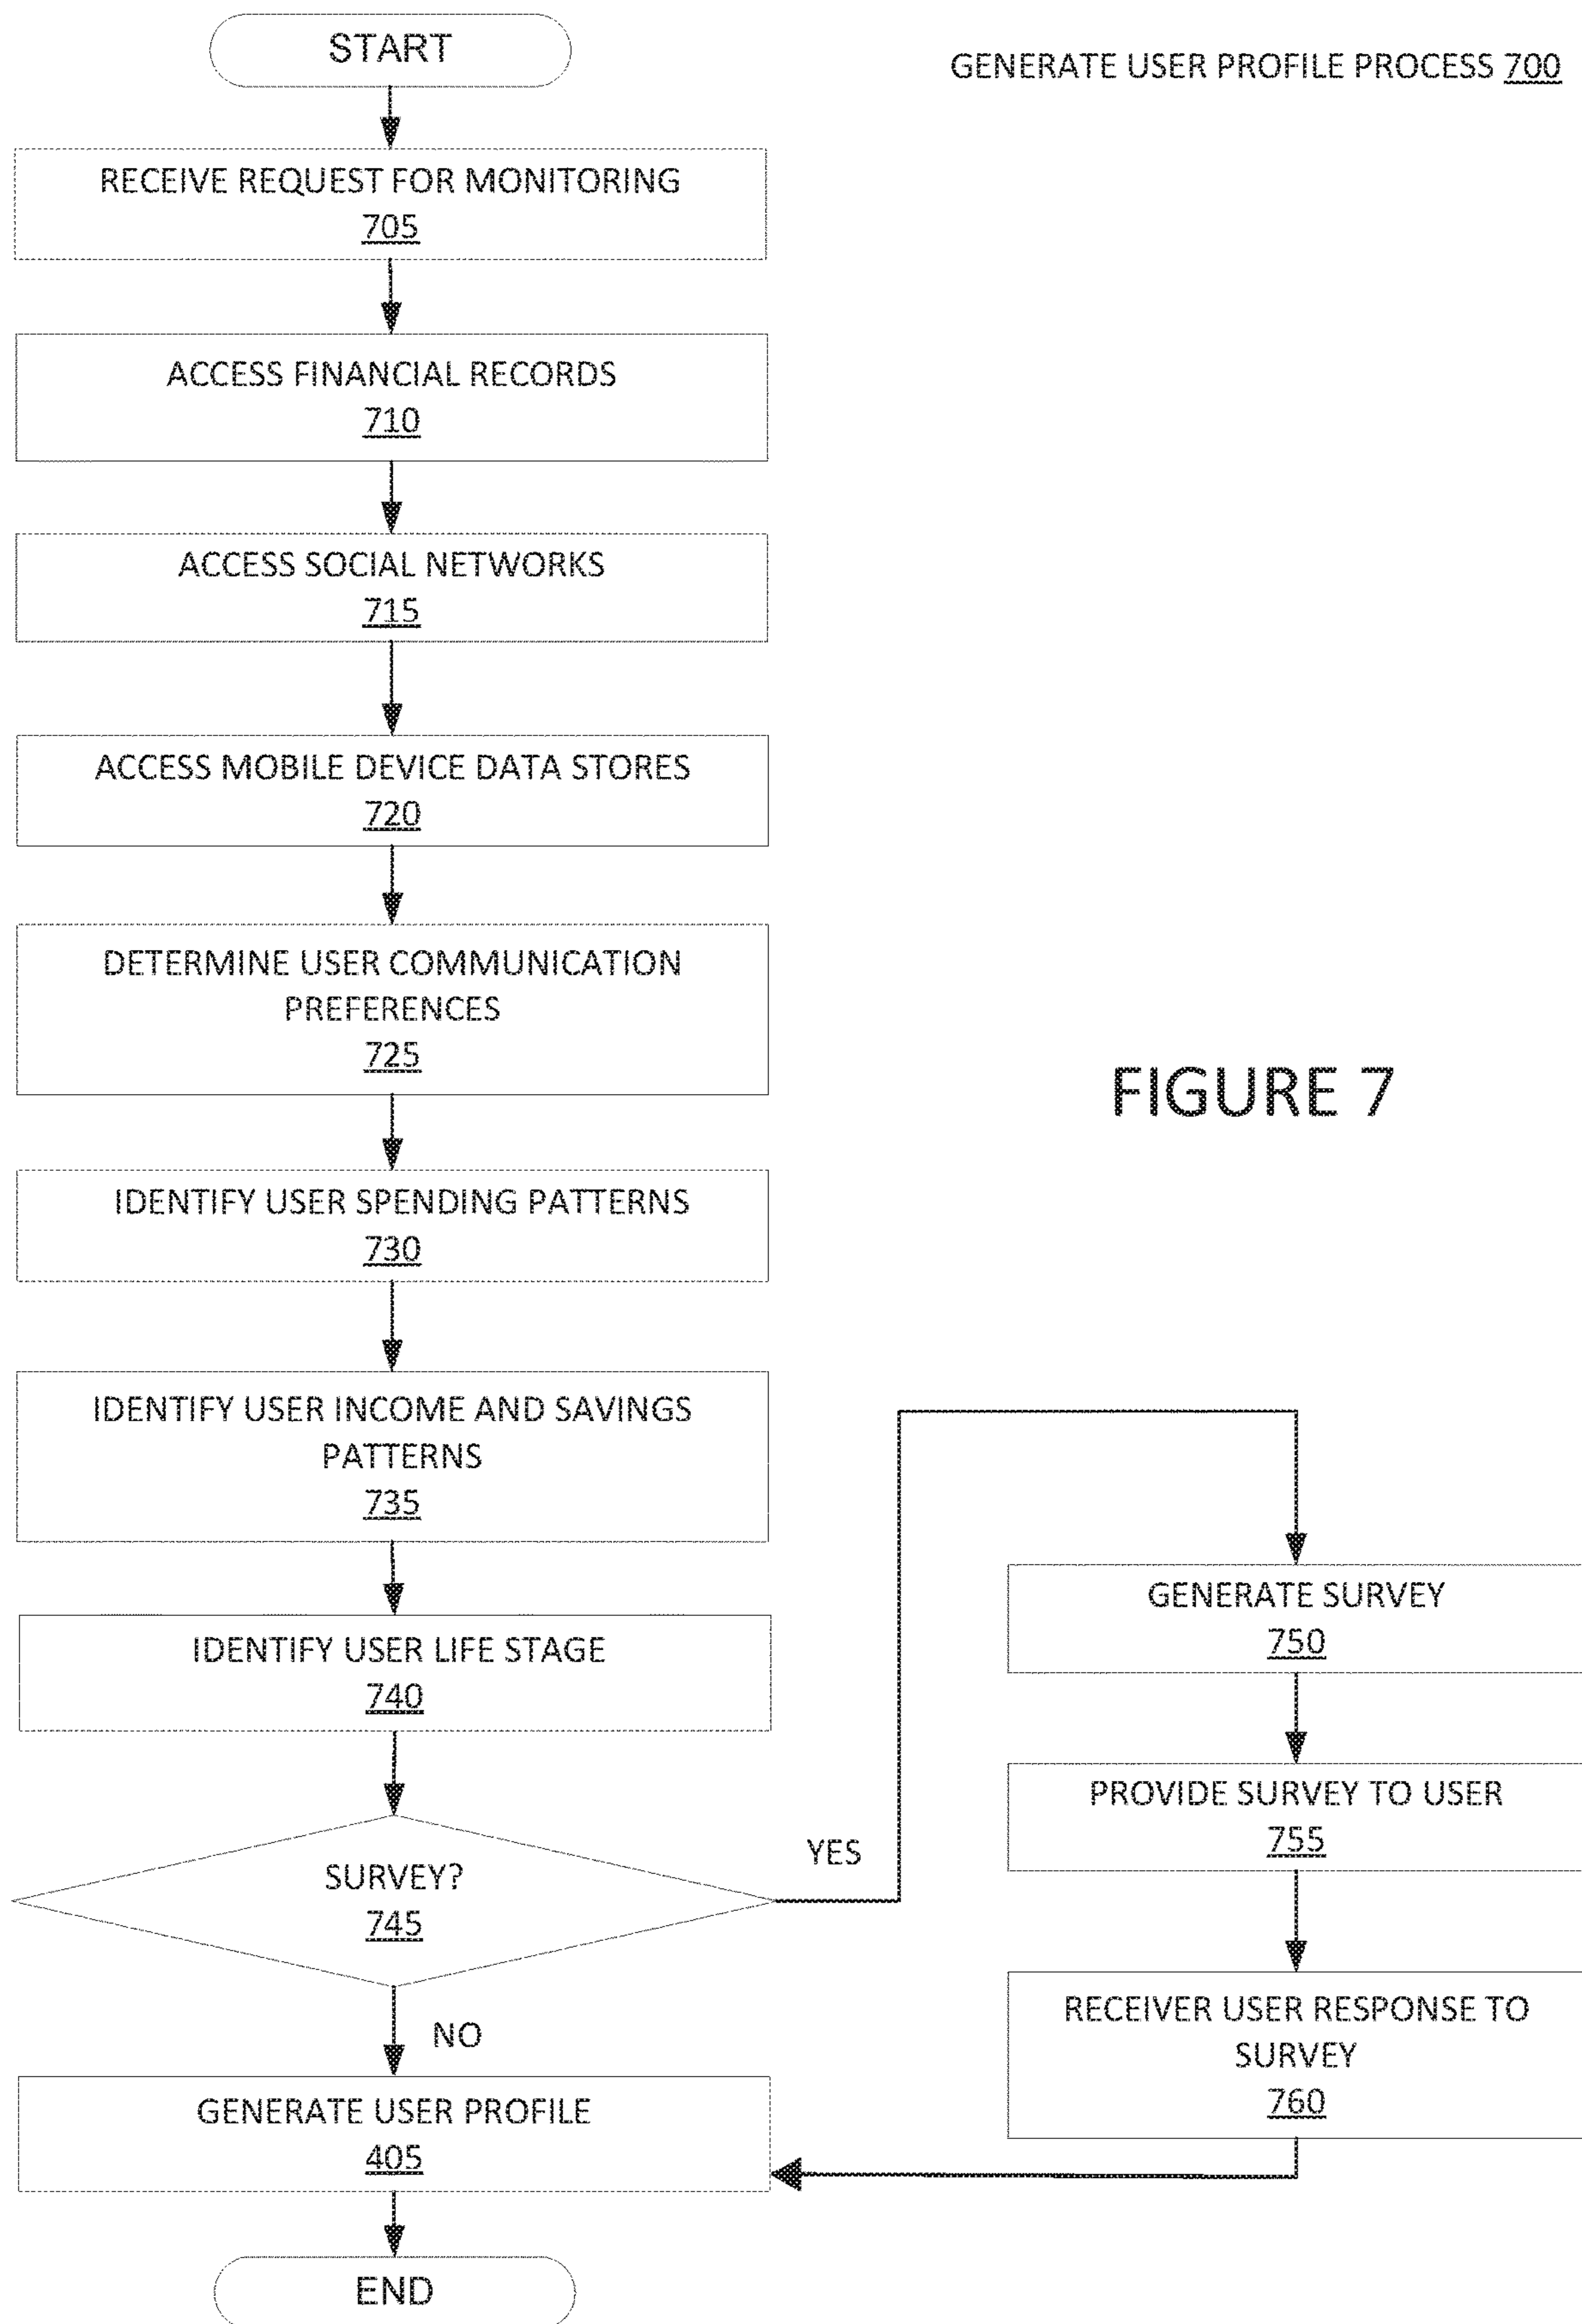 START
GENERATE USER PROFILE PROCESS 700
RECEIVE REQUEST FOR MONITORING
705
ACCESS FINANCIAL RECORDS
710
ACCESS SOCIAL NETWORKS
715
ACCESS MOBILE DEVICE DATA STORES
720
DETERMINE USER COMMUNICATION
PREFERENCES
725
FIGURE 7
IDENTIFY USER SPENDING PATTERNS
730
IDENTIFY USER INCOME AND SAVINGS
PATTERNS
735
IDENTIFY USER LIFE STAGE
740
SURVEY?
745
YES
NO
GENERATE SURVEY
750
PROVIDE SURVEY TO USER
755
RECEIVER USER RESPONSE TO
SURVEY
760
GENERATE USER PROFILE
405
END